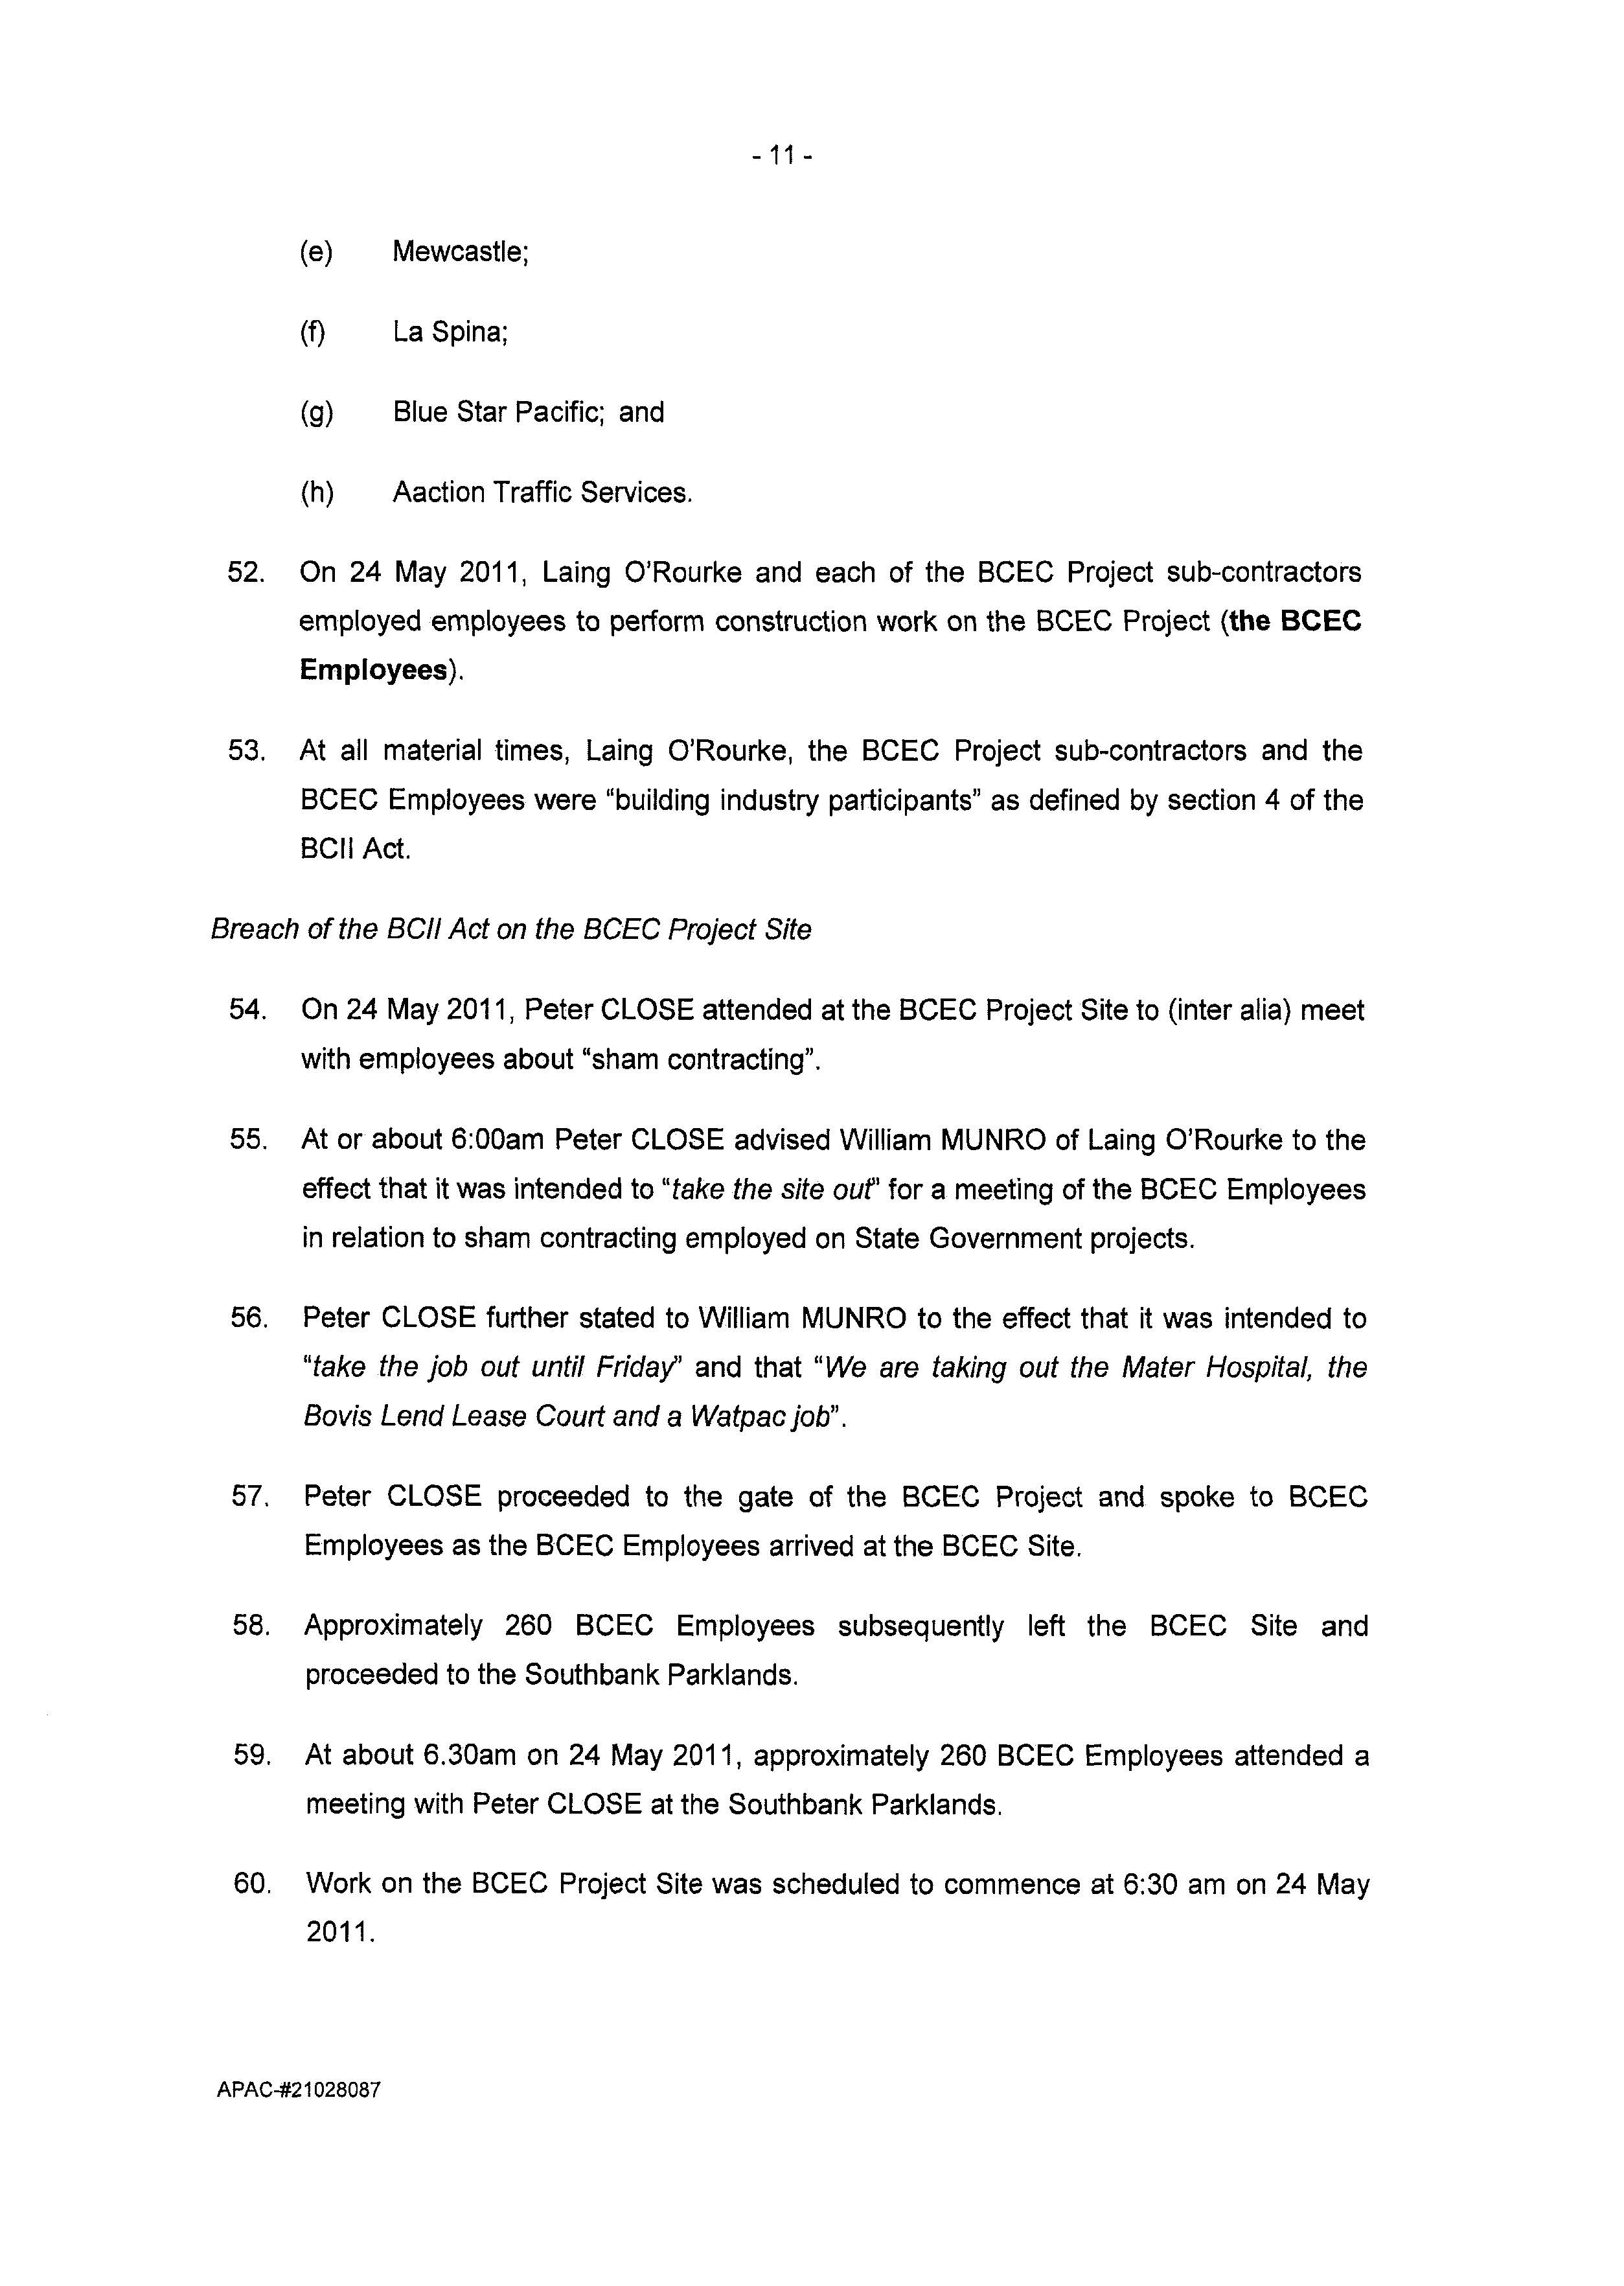 - 11 -
(e) Mewcastle;
(f) La Spina;
(g) Blue Star Pacific; and
(h) Aaction Traffic Services.
52. On 24 May 2011, Laing O'Rourke and each of the BCEC Project sub-contractors
employed employees to perform construction work on the BCEC Project (the BCEC
Employees).
53. At all material times, Laing O'Rourke, the BCEC Project sub-contractors and the
BCEC Employees were "building industry participants" as defined by section 4 of the
BCII Act.
Breach of the BCII Act on the BCEC Project Site
54. On 24 May 2011, Peter CLOSE attended at the BCEC Project Site to (inter alia) meet
with employees about "sham contracting".
55. At or about 6:00am Peter CLOSE advised William MUNRO of Laing O'Rourke to the
effect that it was intended to "take the site out" for a meeting of the BCEC Employees
in relation to sham contracting employed on State Government projects.
56. Peter CLOSE further stated to William MUNRO to the effect that it was intended to
"take the job out until Friday" and that "We are taking out the Mater Hospital, the
Bovis Lend Lease Court and a Watpac job".
57. Peter CLOSE proceeded to the gate of the BCEC Project and spoke to BCEC
Employees as the BCEC Employees arrived at the BCEC Site.
58. Approximately 260 BCEC Employees subsequently left the BCEC Site and
proceeded to the Southbank Parklands.
59. At about 6.30am on 24 May 2011, approximately 260 BCEC Employees attended a
meeting with Peter CLOSE at the Southbank Parklands.
60. Work on the BCEC Project Site was scheduled to commence at 6:30 am on 24 May
2011.
APAC-#21028087